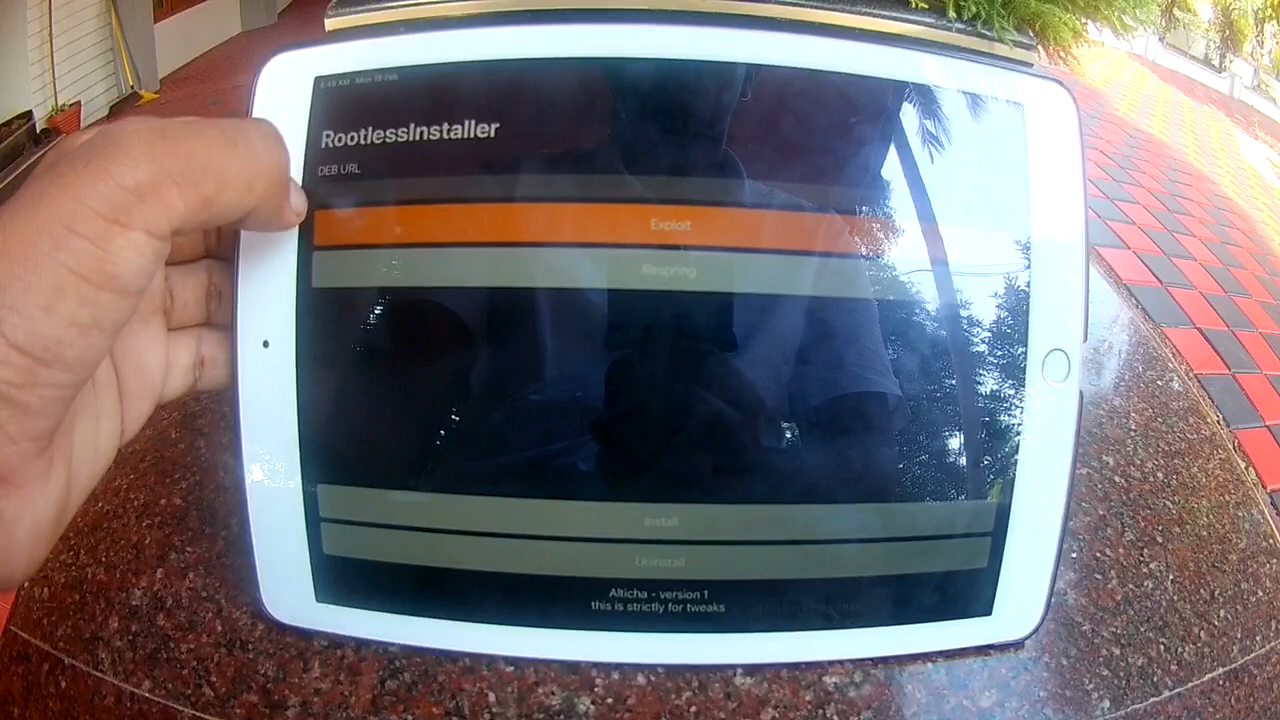 RootlessInstaller
DEB URL
Exploit
Respring
Install
Uninstall
Alticha - version 1
this is strictly for tweaks